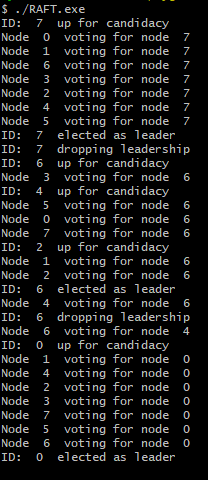 $ ./RAFT.exe
ID:  7  up for candidacy
Node  0  voting for node  7
Node  1  voting for node  7
Node  6  voting for node  7
Node  3  voting for node  7
Node  2  voting for node  7
Node  4  voting for node  7
Node  5  voting for node  7
ID:  7  elected as leader
ID:  7  dropping leadership
ID:  6  up for candidacy
Node  3  voting for node  6
ID:  4  up for candidacy
Node  5  voting for node  6
Node  0  voting for node  6
Node  7  voting for node  6
ID:  2  up for candidacy
Node  1  voting for node  6
Node  2  voting for node  6
ID:  6  elected as leader
Node  4  voting for node  6
ID:  6  dropping leadership
Node  6  voting for node  4
ID:  0  up for candidacy
Node  1  voting for node  0
Node  4  voting for node  0
Node  2  voting for node  0
Node  3  voting for node  0
Node  7  voting for node  0
Node  5  voting for node  0
Node  6  voting for node  0
ID:  0  elected as leader